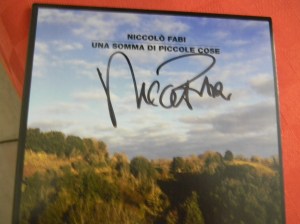 NICCOLÒ FABI
UNA SOMMA DI PICCOLE COSE